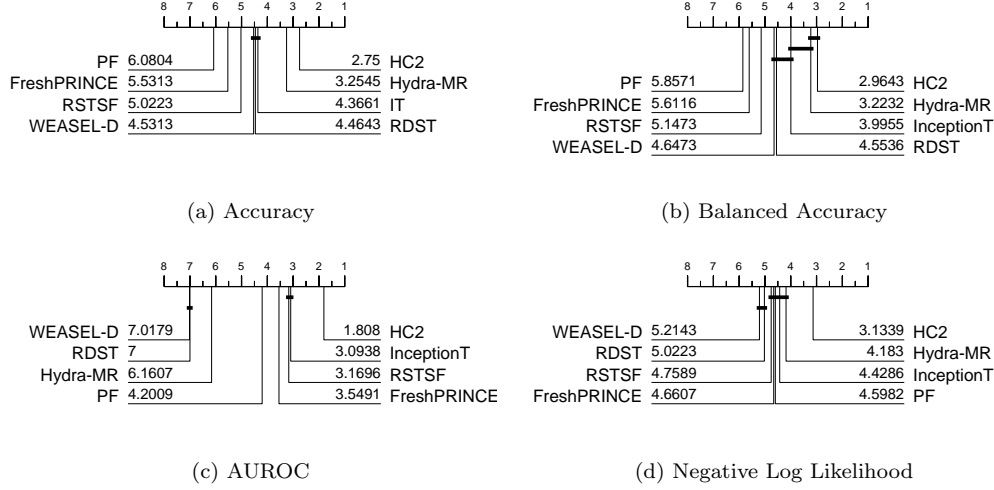 8 7 6 5 4 3 2 1
PF 6.0804 2.75 HC2
FreshPRINCE 5.5313 3.2545 Hydra-MR
RSTSF 5.0223 4.3661 IT
WEASEL-D 4.5313 4.4643 RDST
(a) Accuracy
8 7 6 5 4 3 2 1
PF 5.8571 2.9643 HC2
FreshPRINCE 5.6116 3.2232 Hydra-MR
RSTSF 5.1473 3.9955 InceptionT
WEASEL-D 4.6473 4.5536 RDST
(b) Balanced Accuracy
8 7 6 5 4 3 2 1
WEASEL-D 7.0179 1.808 HC2
RDST 7 3.0938 InceptionT
Hydra-MR 6.1607 3.1696 RSTSF
PF 4.2009 3.5491 FreshPRINCE
(c) AUROC
8 7 6 5 4 3 2 1
WEASEL-D 5.2143 3.1339 HC2
RDST 5.0223 4.183 Hydra-MR
RSTSF 4.7589 4.4286 InceptionT
FreshPRINCE 4.6607 4.5982 PF
(d) Negative Log Likelihood